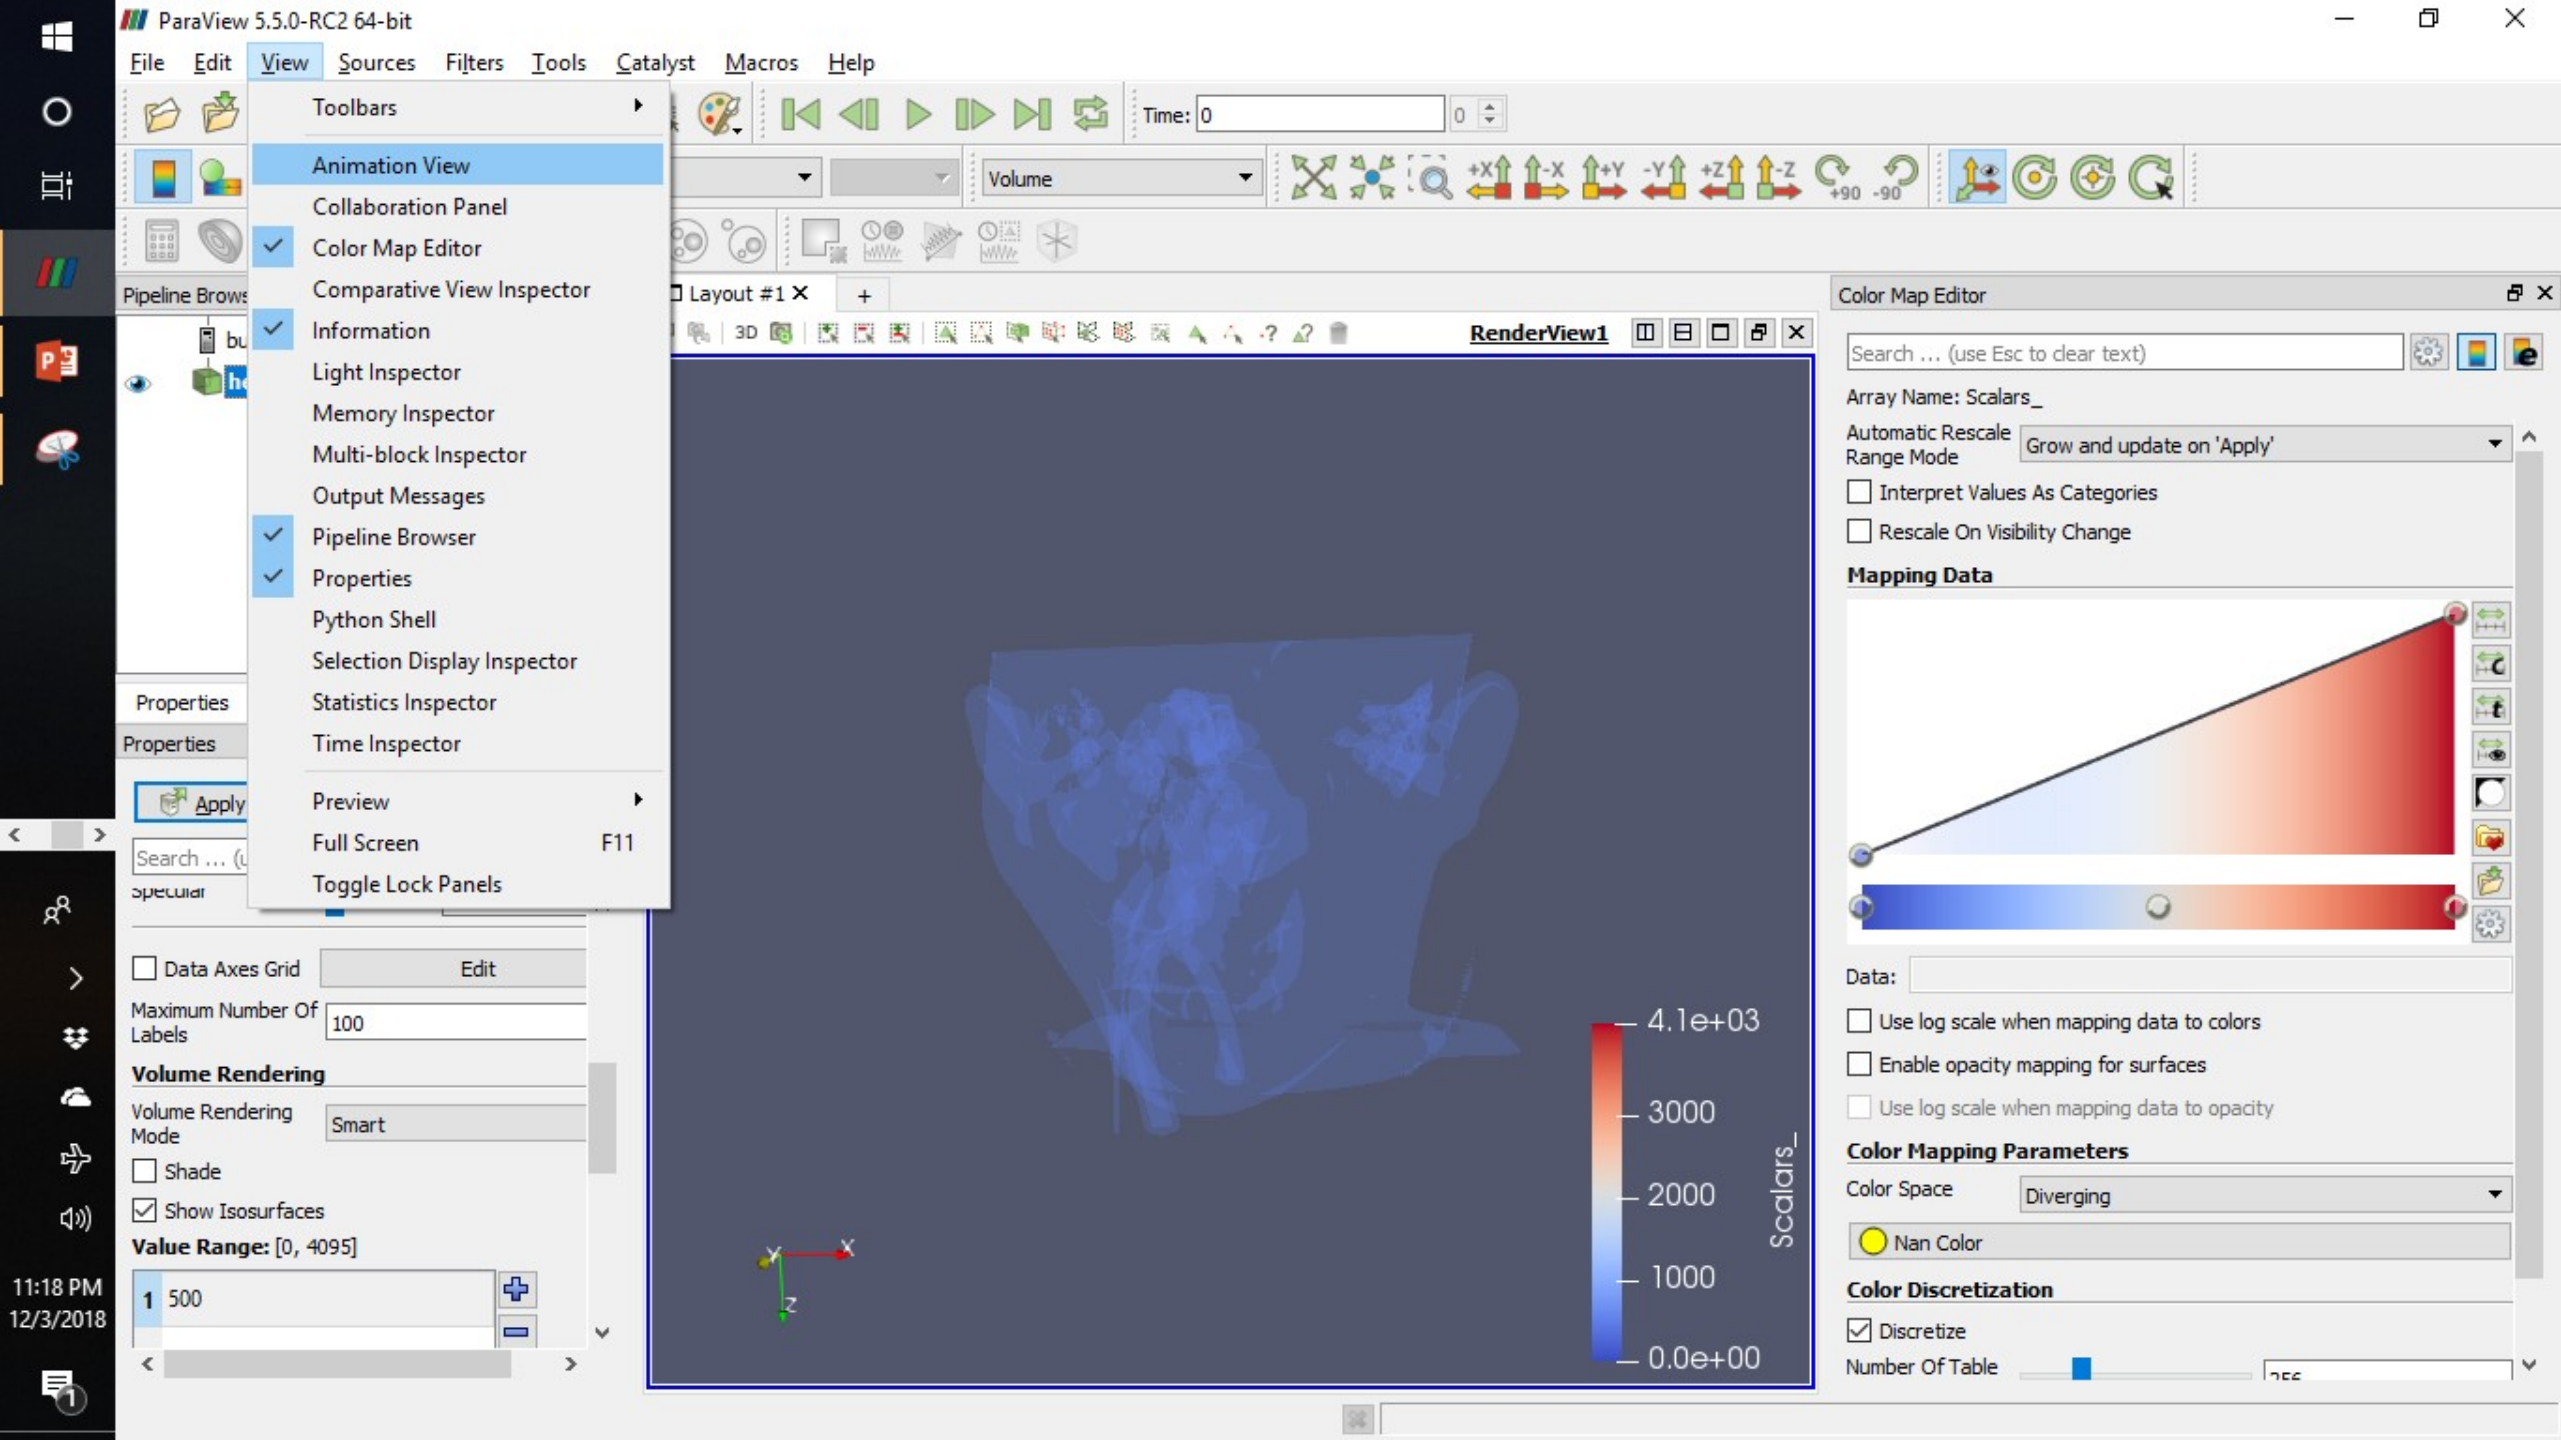 ParaView 5.5.0-RC2 64-bit
File Edit View Sources Filters Tools Catalyst Macros Help
Toolbars
Animation View
Collaboration Panel
Color Map Editor
Comparative View Inspector
Information
Light Inspector
Memory Inspector
Multi-block Inspector
Output Messages
Pipeline Browser
Properties
Python Shell
Selection Display Inspector
Statistics Inspector
Time Inspector
Preview
Full Screen F11
Toggle Lock Panels
Time: 0 0
Volume
+X -X +Y -Y +Z -Z +90 -90
Pipeline Brows
bu
he
Properties
Properties
Apply
Search ... (u
Specular
Data Axes Grid Edit
Maximum Number Of
Labels
100
Volume Rendering
Volume Rendering
Mode
Smart
Shade
Show Isosurfaces
Value Range: [0, 4095]
1 500
Layout #1 +
3D
RenderView1
4.1e+03
3000
2000
1000
0.0e+00
Scalars_
X
Y
Z
Color Map Editor
Search ... (use Esc to clear text)
Array Name: Scalars_
Automatic Rescale
Range Mode
Grow and update on 'Apply'
Interpret Values As Categories
Rescale On Visibility Change
Mapping Data
Data:
Use log scale when mapping data to colors
Enable opacity mapping for surfaces
Use log scale when mapping data to opacity
Color Mapping Parameters
Color Space Diverging
Nan Color
Color Discretization
Discretize
Number Of Table 256
11:18 PM
12/3/2018
1